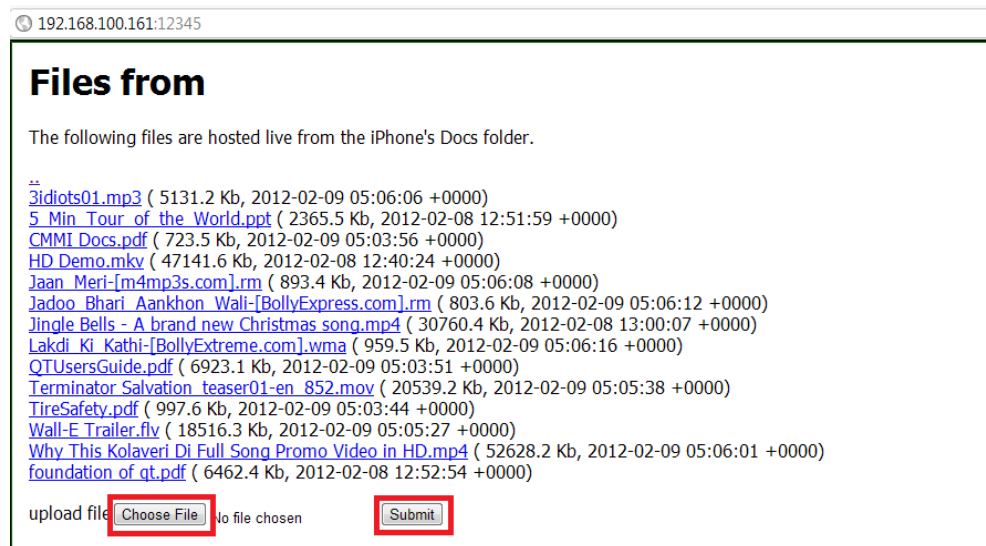 192.168.100.161:12345
Files from
The following files are hosted live from the iPhone's Docs folder.
..
3idiots01.mp3 ( 5131.2 Kb, 2012-02-09 05:06:06 +0000)
5_Min_Tour_of_the_World.ppt ( 2365.5 Kb, 2012-02-08 12:51:59 +0000)
CMMI Docs.pdf ( 723.5 Kb, 2012-02-09 05:03:56 +0000)
HD Demo.mkv ( 47141.6 Kb, 2012-02-08 12:40:24 +0000)
Jaan_Meri-[m4mp3s.com].rm ( 893.4 Kb, 2012-02-09 05:06:08 +0000)
Jadoo_Bhari_Aankhon_Wali-[BollyExpress.com].rm ( 803.6 Kb, 2012-02-09 05:06:12 +0000)
Jingle Bells - A brand new Christmas song.mp4 ( 30760.4 Kb, 2012-02-08 13:00:07 +0000)
Lakdi_Ki_Kathi-[BollyExtreme.com].wma ( 959.5 Kb, 2012-02-09 05:06:16 +0000)
QTUsersGuide.pdf ( 6923.1 Kb, 2012-02-09 05:03:51 +0000)
Terminator Salvation_teaser01-en_852.mov ( 20539.2 Kb, 2012-02-09 05:05:38 +0000)
TireSafety.pdf ( 997.6 Kb, 2012-02-09 05:03:44 +0000)
Wall-E Trailer.flv ( 18516.3 Kb, 2012-02-09 05:05:27 +0000)
Why This Kolaveri Di Full Song Promo Video in HD.mp4 ( 52628.2 Kb, 2012-02-09 05:06:01 +0000)
foundation of qt.pdf ( 6462.4 Kb, 2012-02-08 12:52:54 +0000)
upload file Choose File No file chosen Submit